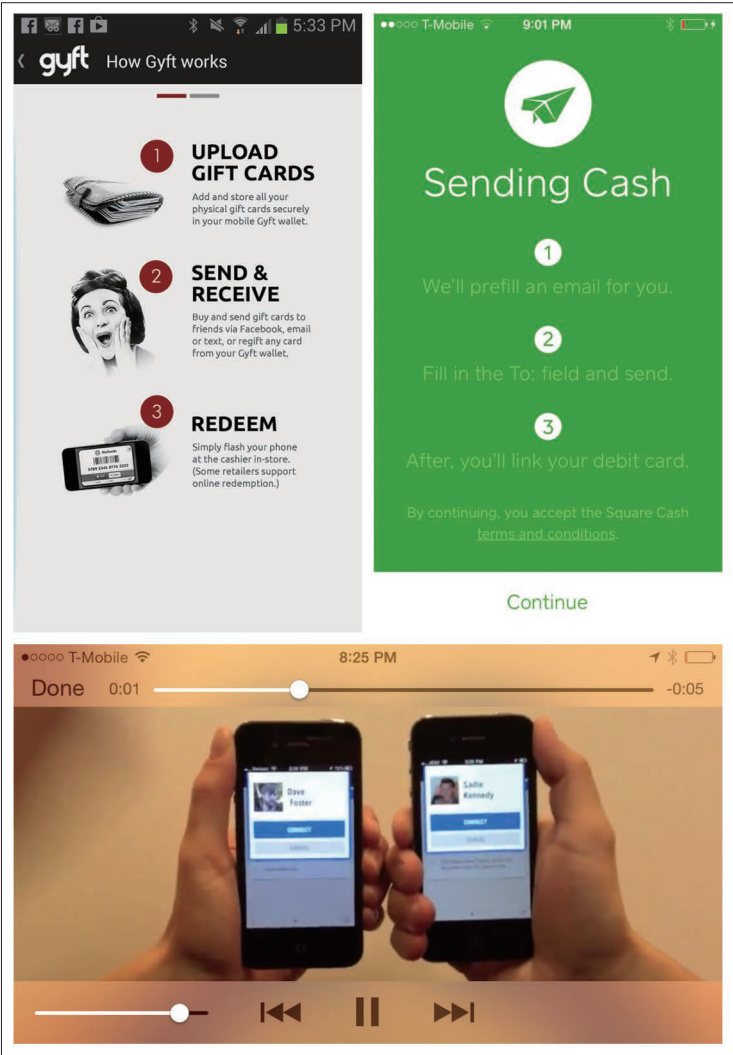 5:33 PM
gyft How Gyft works
1
UPLOAD
GIFT CARDS
Add and store all your
physical gift cards securely
in your mobile Gyft wallet.
2
SEND &
RECEIVE
Buy and send gift cards to
friends via Facebook, email
or text, or regift any card
from your Gyft wallet.
3
REDEEM
Simply flash your phone
at the cashier in-store.
(Some retailers support
online redemption.)
T-Mobile 9:01 PM
Sending Cash
1
We'll prefill an email for you.
2
Fill in the To: field and send.
3
After, you'll link your debit card.
By continuing, you accept the Square Cash
terms and conditions.
Continue
T-Mobile 8:25 PM
Done 0:01 -0:05
Dave
Foster
CONNECT
Sadie
Kennedy
CONNECT